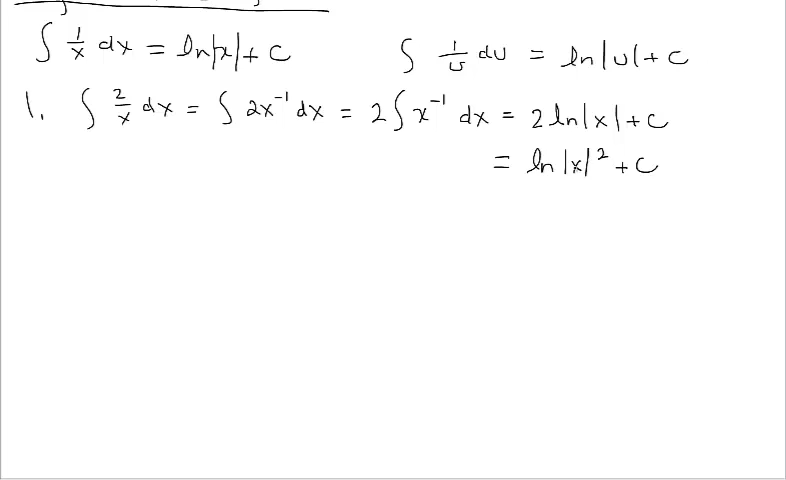 ∫ 1/x dx = ln|x| + C ∫ 1/u du = ln|u| + C
1. ∫ 2/x dx = ∫ 2x⁻¹ dx = 2∫x⁻¹ dx = 2 ln|x| + C
= ln|x|² + C